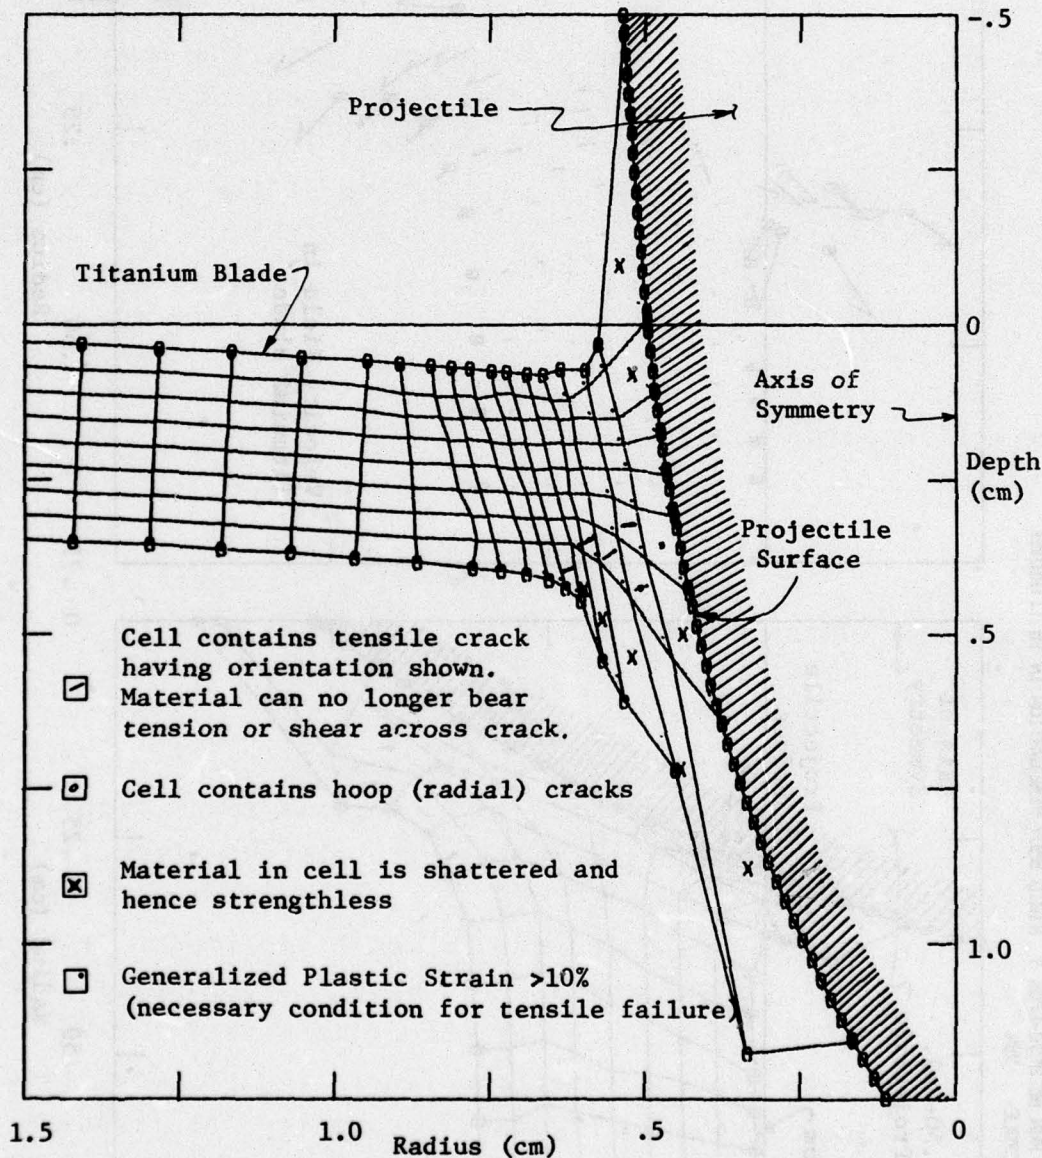 -.5
Projectile
Titanium Blade
0
Axis of
Symmetry
Depth
(cm)
Projectile
Surface
.5
Cell contains tensile crack
having orientation shown.
Material can no longer bear
tension or shear across crack.
Cell contains hoop (radial) cracks
Material in cell is shattered and
hence strengthless
1.0
Generalized Plastic Strain >10%
(necessary condition for tensile failure)
1.5
1.0
.5
0
Radius (cm)